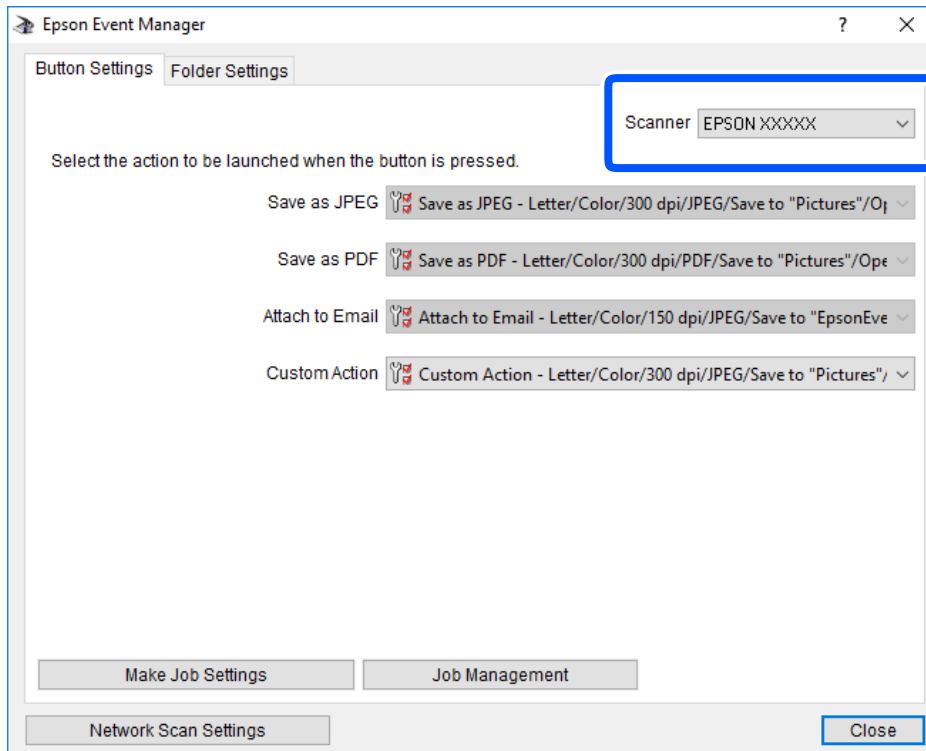 Epson Event Manager
Button Settings Folder Settings
Scanner EPSON XXXXX
Select the action to be launched when the button is pressed.
Save as JPEG Save as JPEG - Letter/Color/300 dpi/JPEG/Save to "Pictures"/
Save as PDF Save as PDF - Letter/Color/300 dpi/PDF/Save to "Pictures"/Ope
Attach to Email Attach to Email - Letter/Color/150 dpi/JPEG/Save to "EpsonEve
Custom Action Custom Action - Letter/Color/300 dpi/JPEG/Save to "Pictures"/
Make Job Settings Job Management
Network Scan Settings Close